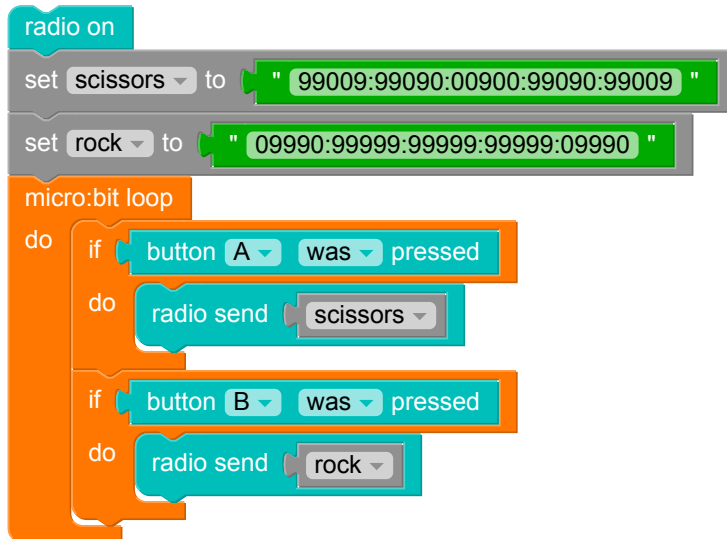 radio on
set scissors to " 99009:99090:00900:99090:99009 "
set rock to " 09990:99999:99999:99999:09990 "
micro:bit loop
do if button A was pressed
do radio send scissors
if button B was pressed
do radio send rock